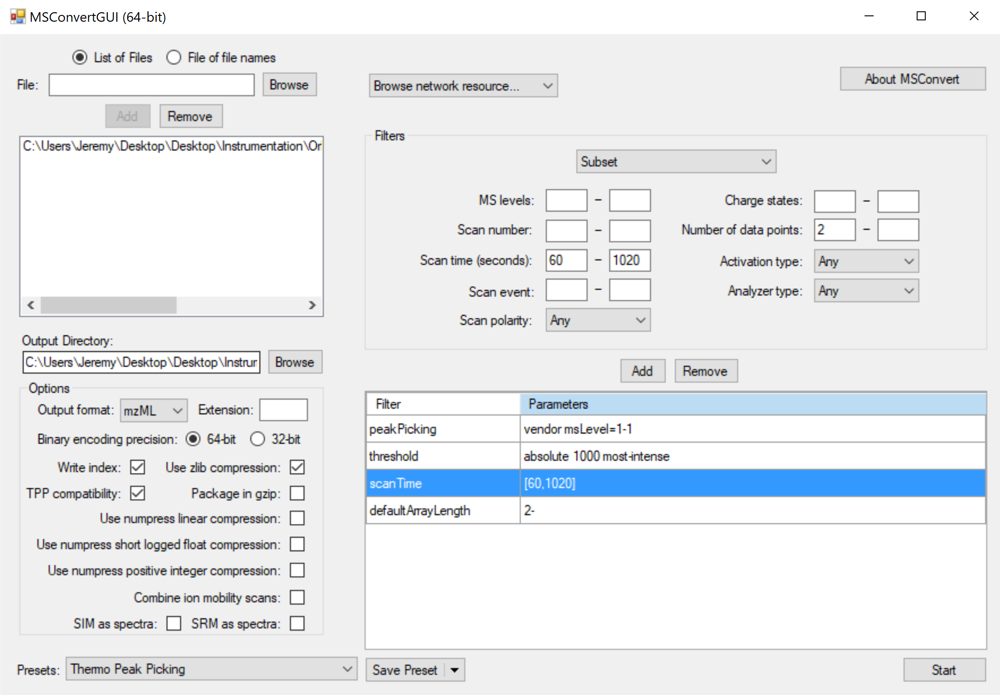 MSConvertGUI (64-bit)
List of Files File of file names
File: Browse
Browse network resource...
About MSConvert
Add Remove
C:\Users\Jeremy\Desktop\Desktop\Instrumentation\Or
Output Directory:
C:\Users\Jeremy\Desktop\Desktop\Instrur
Browse
Options
Output format: mzML Extension:
Binary encoding precision: 64-bit 32-bit
Write index: Use zlib compression:
TPP compatibility: Package in gzip:
Use numpress linear compression:
Use numpress short logged float compression:
Use numpress positive integer compression:
Combine ion mobility scans:
SIM as spectra: SRM as spectra:
Filters
Subset
MS levels: – Charge states: –
Scan number: – Number of data points: 2 –
Scan time (seconds): 60 – 1020 Activation type: Any
Scan event: – Analyzer type: Any
Scan polarity: Any
Add Remove
Filter Parameters
peakPicking vendor msLevel=1-1
threshold absolute 1000 most-intense
scanTime [60,1020]
defaultArrayLength 2-
Presets: Thermo Peak Picking Save Preset Start